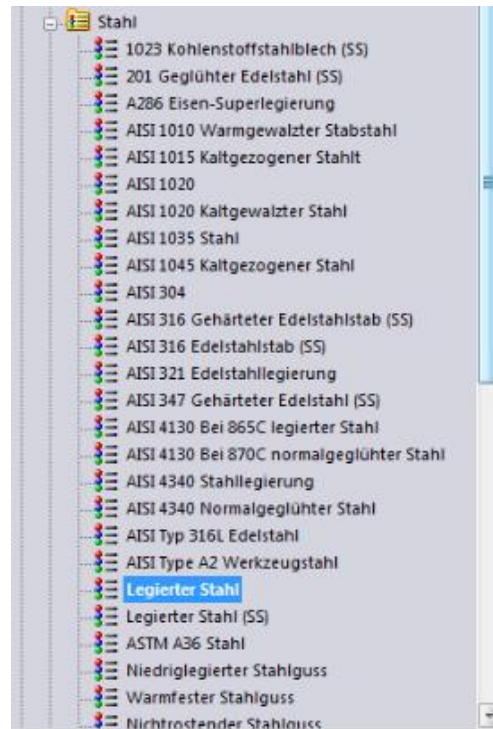 Stahl
1023 Kohlenstoffstahlblech (SS)
201 Geglühter Edelstahl (SS)
A286 Eisen-Superlegierung
AISI 1010 Warmgewalzter Stabstahl
AISI 1015 Kaltgezogener Stahlt
AISI 1020
AISI 1020 Kaltgewalzter Stahl
AISI 1035 Stahl
AISI 1045 Kaltgezogener Stahl
AISI 304
AISI 316 Gehärteter Edelstahlstab (SS)
AISI 316 Edelstahlstab (SS)
AISI 321 Edelstahllegierung
AISI 347 Gehärteter Edelstahl (SS)
AISI 4130 Bei 865C legierter Stahl
AISI 4130 Bei 870C normalgeglühter Stahl
AISI 4340 Stahllegierung
AISI 4340 Normalgeglühter Stahl
AISI Typ 316L Edelstahl
AISI Type A2 Werkzeugstahl
Legierter Stahl
Legierter Stahl (SS)
ASTM A36 Stahl
Niedriglegierter Stahlguss
Warmfester Stahlguss
Nichtrostender Stahlguss